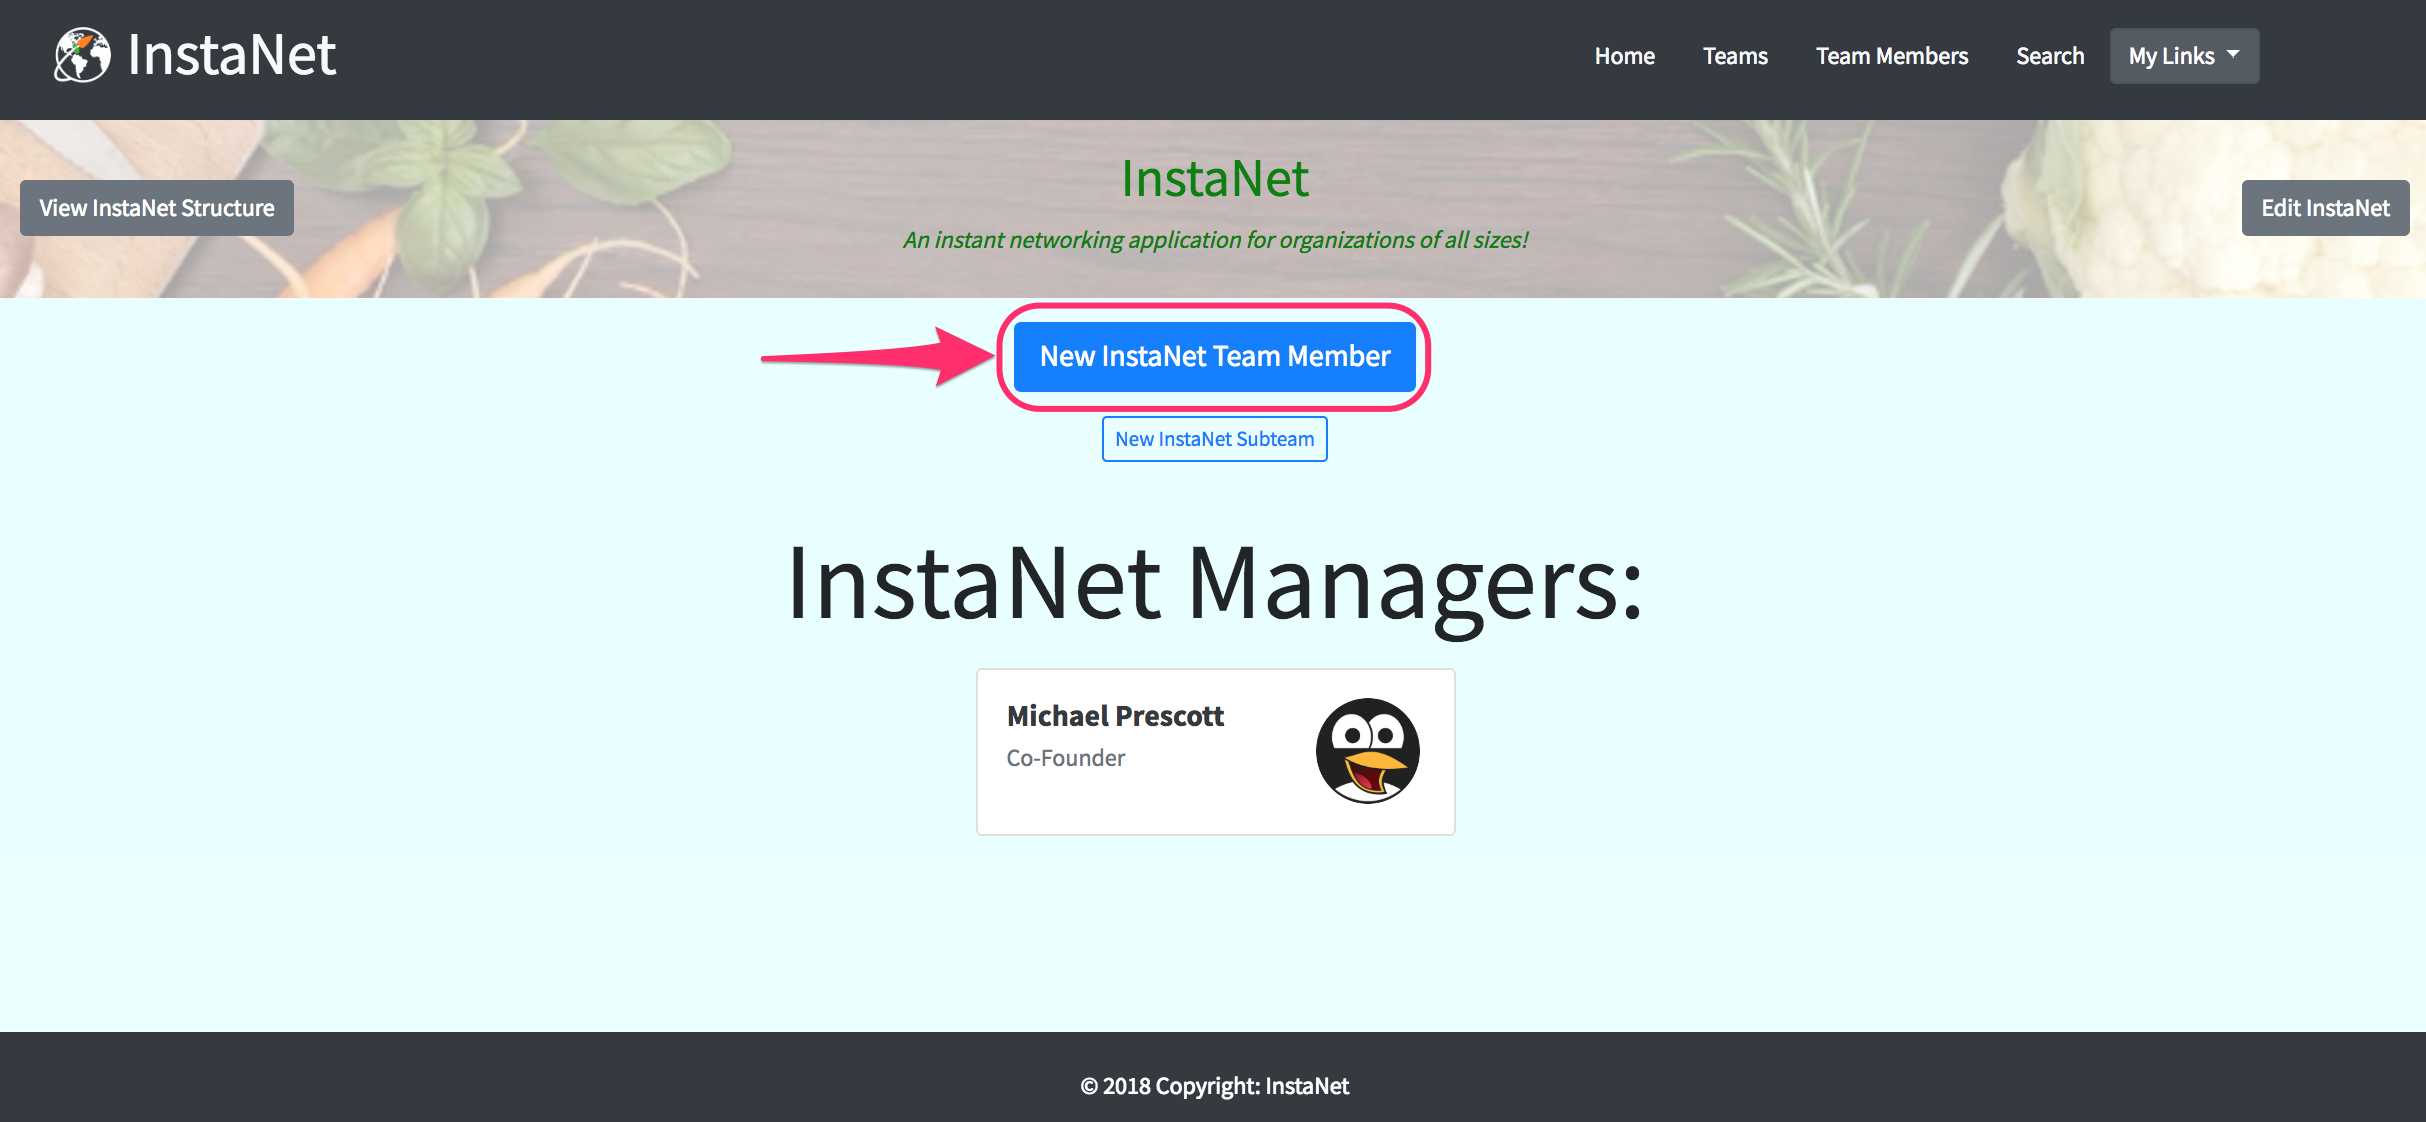 InstaNet
Home
Teams
Team Members
Search
My Links
View InstaNet Structure
InstaNet
An instant networking application for organizations of all sizes!
Edit InstaNet
New InstaNet Team Member
New InstaNet Subteam
InstaNet Managers:
Michael Prescott
Co-Founder
© 2018 Copyright: InstaNet